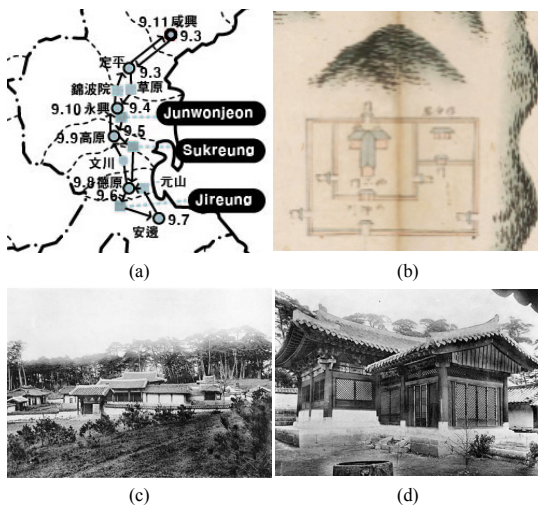 9.11 咸興
9.3
定平
9.3
錦波院
草原
9.10 永興
9.4
Junwonjeon
9.5
9.9 高原
Sukreung
文川
9.8 德原
元山
9.6
Jireung
9.7
安邊
(a)
(b)
(c)
(d)